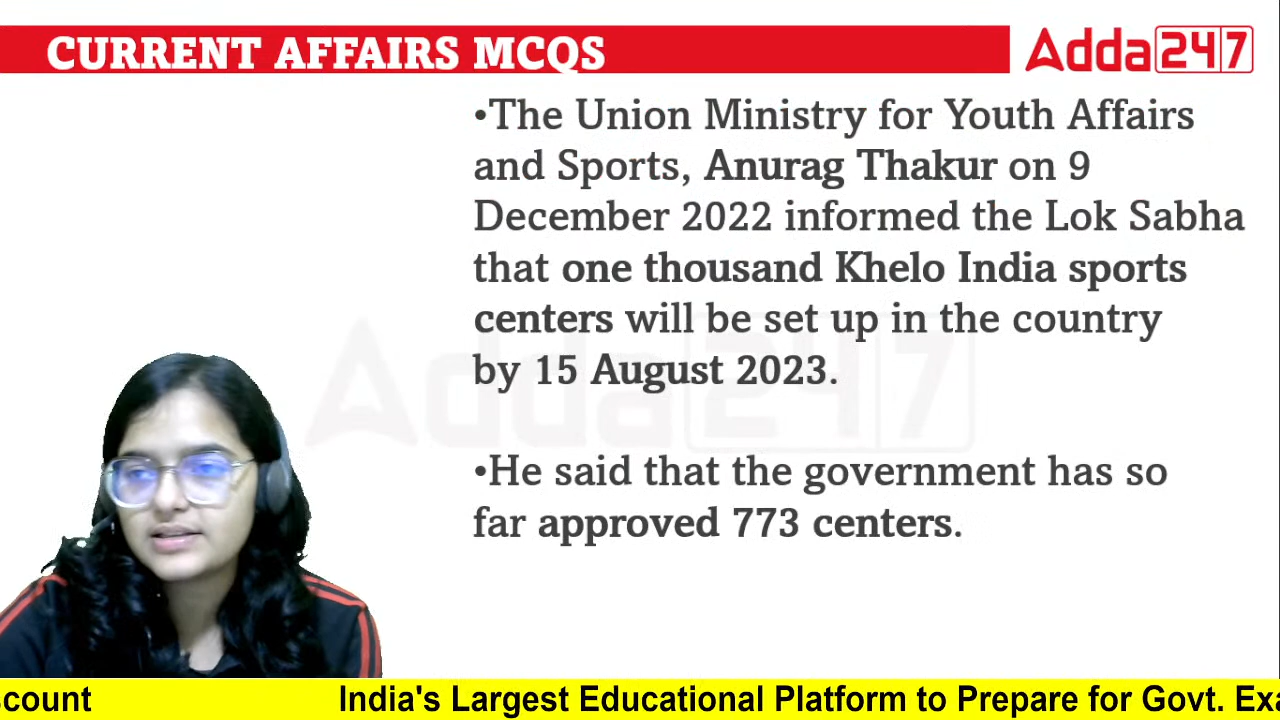 CURRENT AFFAIRS MCQS
Adda247
•The Union Ministry for Youth Affairs
and Sports, Anurag Thakur on 9
December 2022 informed the Lok Sabha
that one thousand Khelo India sports
centers will be set up in the country
by 15 August 2023.
Adda247
•He said that the government has so
far approved 773 centers.
scount India's Largest Educational Platform to Prepare for Govt. Exa